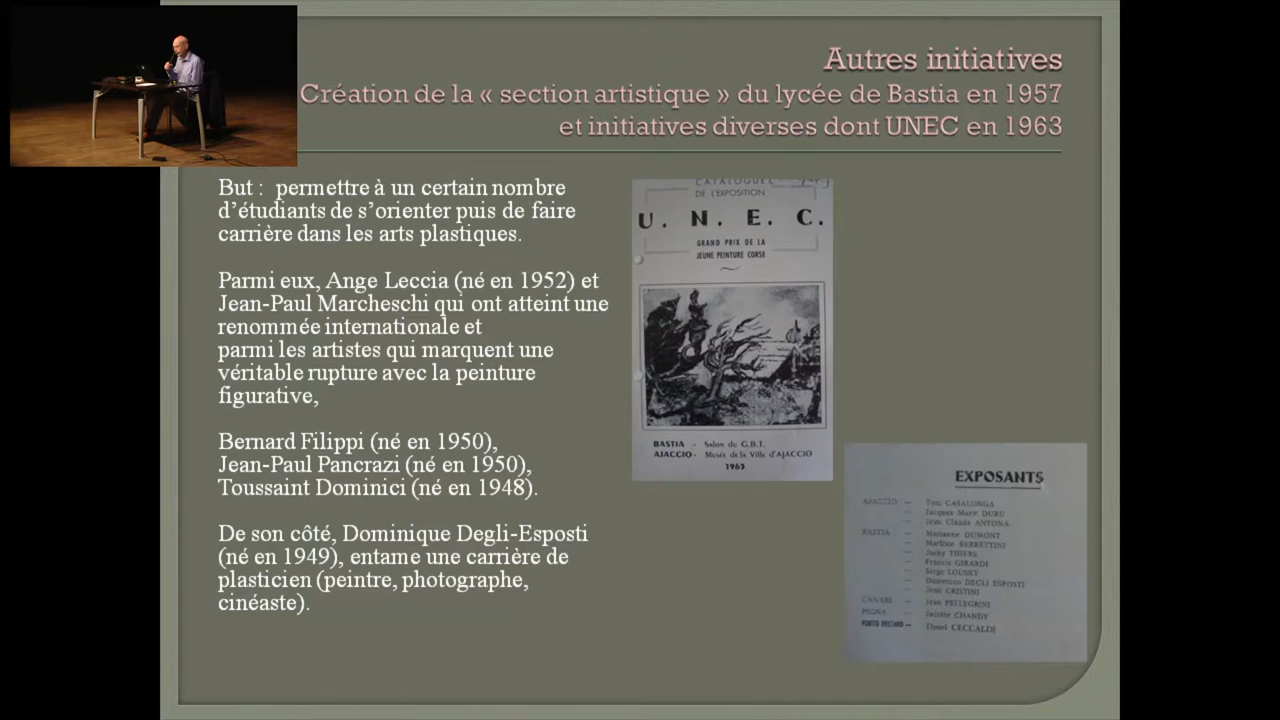 Autres initiatives
Création de la « section artistique » du lycée de Bastia en 1957
et initiatives diverses dont UNEC en 1963
But : permettre à un certain nombre
d’étudiants de s’orienter puis de faire
carrière dans les arts plastiques.
Parmi eux, Ange Leccia (né en 1952) et
Jean-Paul Marcheschi qui ont atteint une
renommée internationale et
parmi les artistes qui marquent une
véritable rupture avec la peinture
figurative,
Bernard Filippi (né en 1950),
Jean-Paul Pancrazi (né en 1950),
Toussaint Dominici (né en 1948).
De son côté, Dominique Degli-Esposti
(né en 1949), entame une carrière de
plasticien (peintre, photographe,
cinéaste).
CATALOGUE
DE L'EXPOSITION
U. N. E. C.
GRAND PRIX DE LA
JEUNE PEINTURE CORSE
BASTIA - Salon du G.B.T.
AJACCIO - Musée de la Ville d'AJACCIO
1963
EXPOSANTS
AJACCIO — Toni CASALONGA
Jacques Marie DURU
— Jean Claude ANTONA
BASTIA — Marianne DUMONT
— Marlène BERRETTINI
— Jacky THIERS
— Francis GIRARDI
— Serge LOUSKY
— Domenico DEGLI ESPOSTI
— Jean CRISTINI
CANARI — Jean PELLEGRINI
PIGNA — Jacotte CHANDY
PORTO VECCHIO — Daniel CECCALDI